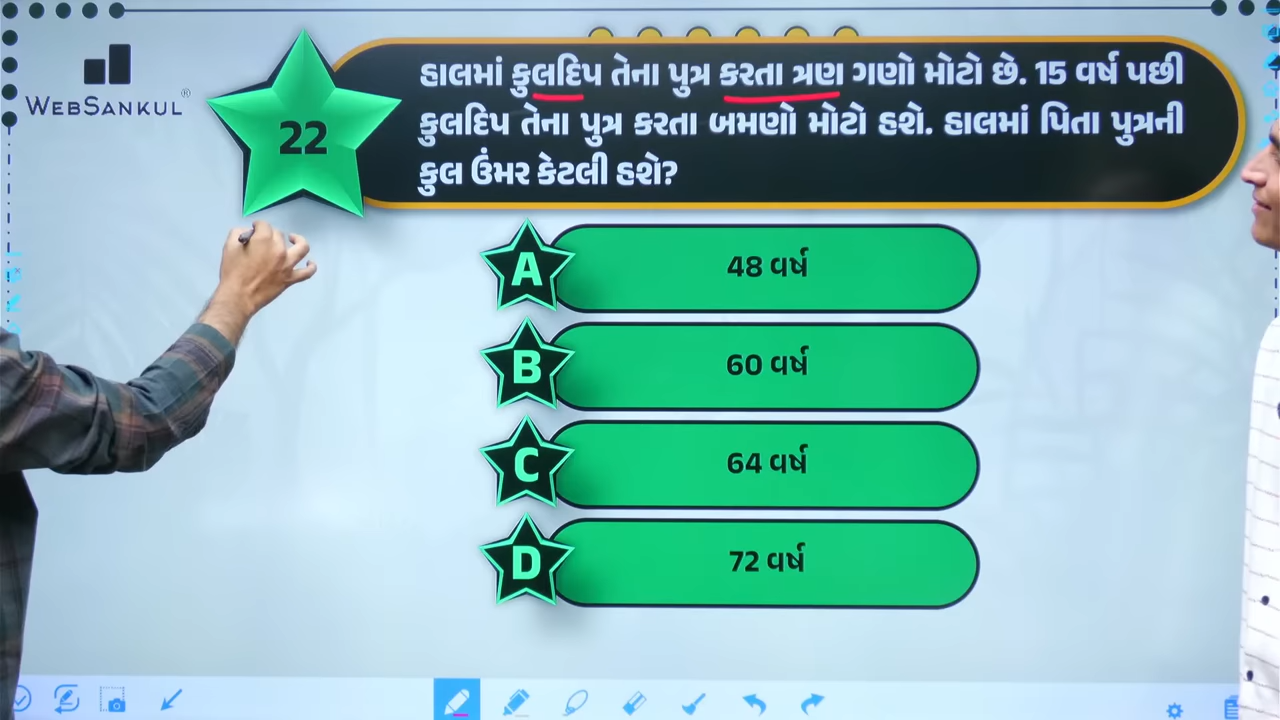 WEBSANKUL®
22
હાલમાં કુલદિપ તેના પુત્ર કરતા ત્રણ ગણો મોટો છે. 15 વર્ષ પછી
કુલદિપ તેના પુત્ર કરતા બમણો મોટો હશે. હાલમાં પિતા પુત્રની
કુલ ઉંમર કેટલી હશે?
A 48 વર્ષ
B 60 વર્ષ
C 64 વર્ષ
D 72 વર્ષ